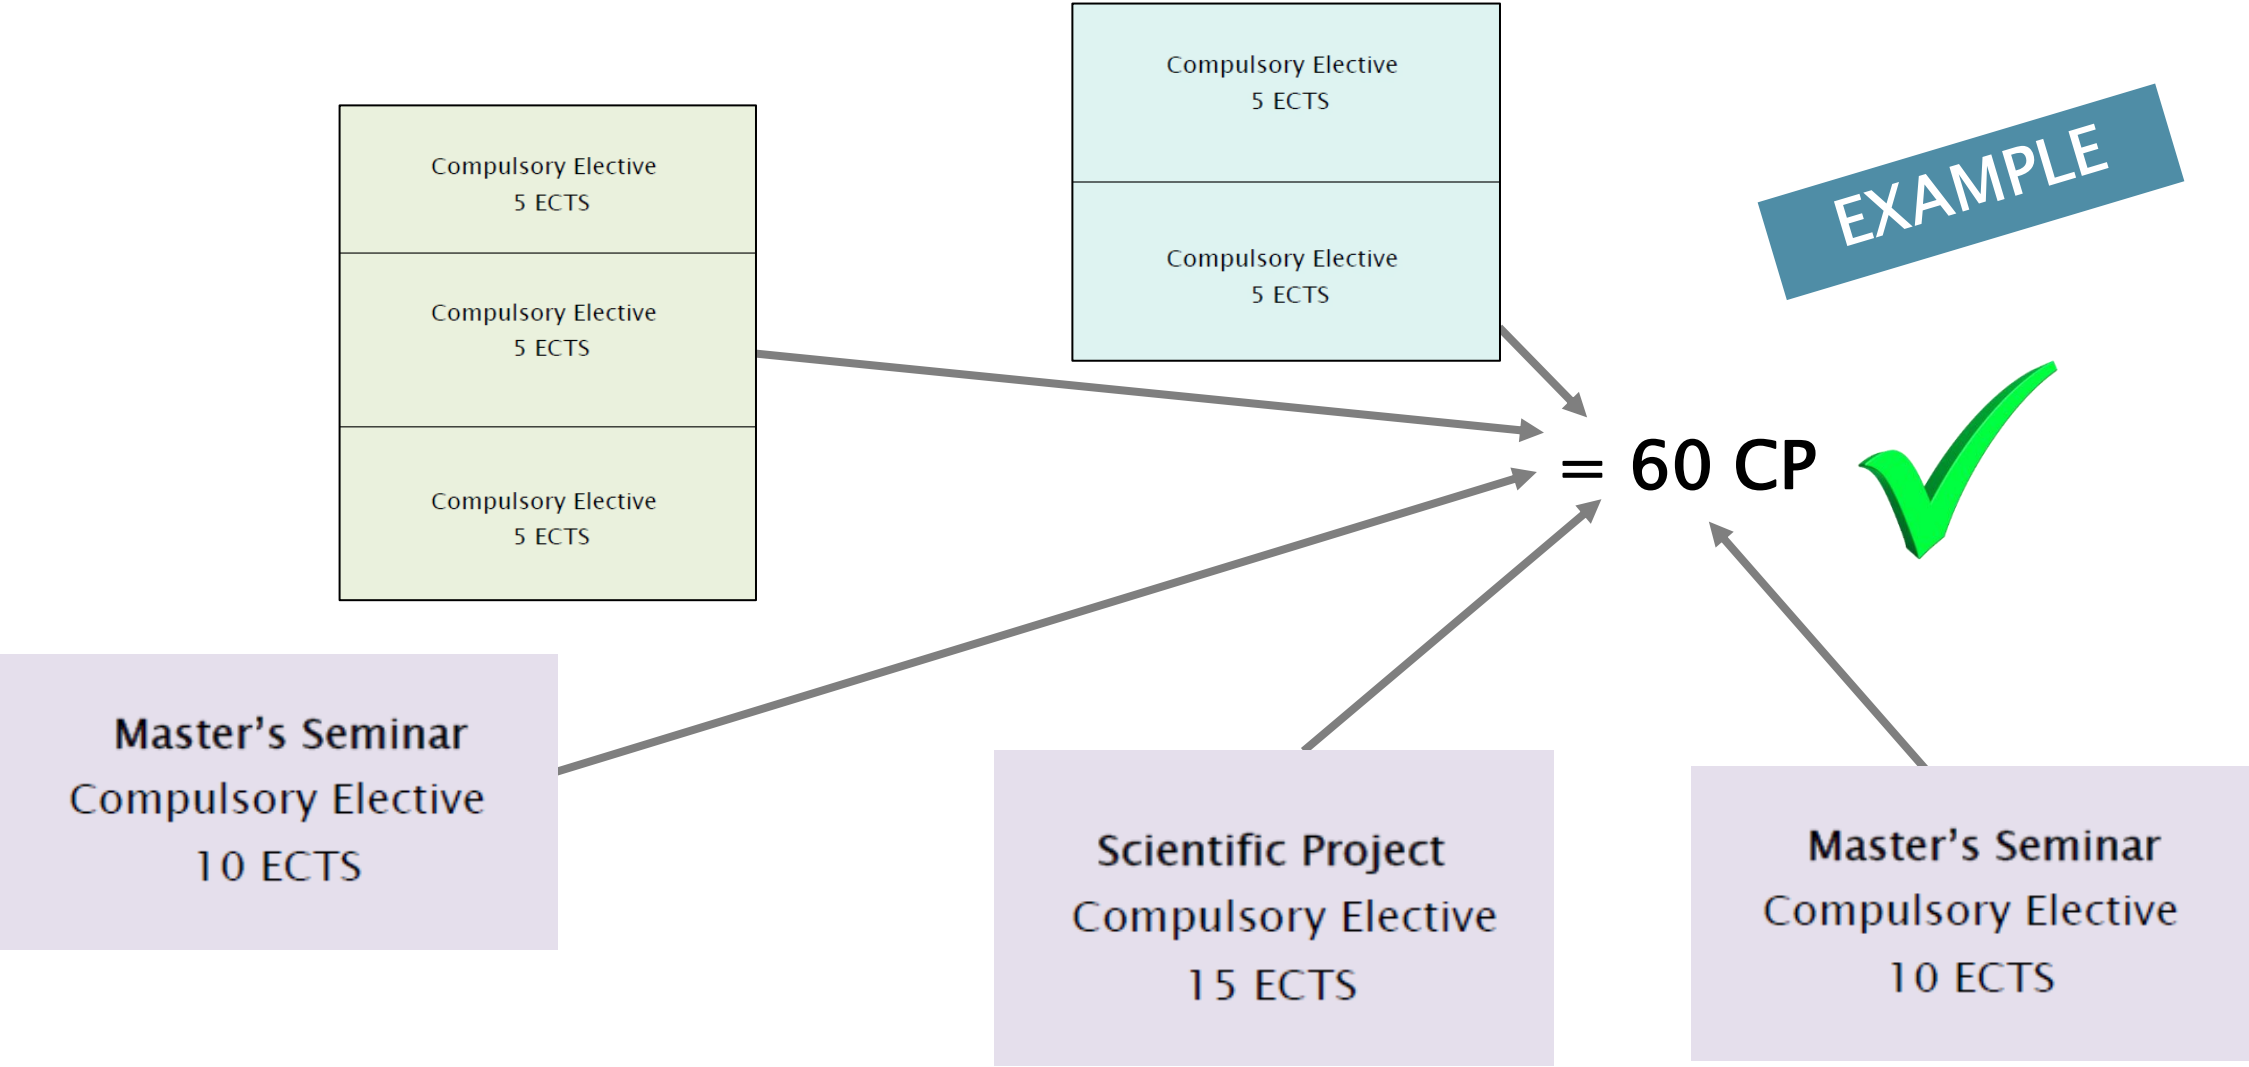 Compulsory Elective
5 ECTS
Compulsory Elective
5 ECTS
Compulsory Elective
5 ECTS
Compulsory Elective
5 ECTS
Compulsory Elective
5 ECTS
EXAMPLE
= 60 CP
Master’s Seminar
Compulsory Elective
10 ECTS
Scientific Project
Compulsory Elective
15 ECTS
Master’s Seminar
Compulsory Elective
10 ECTS